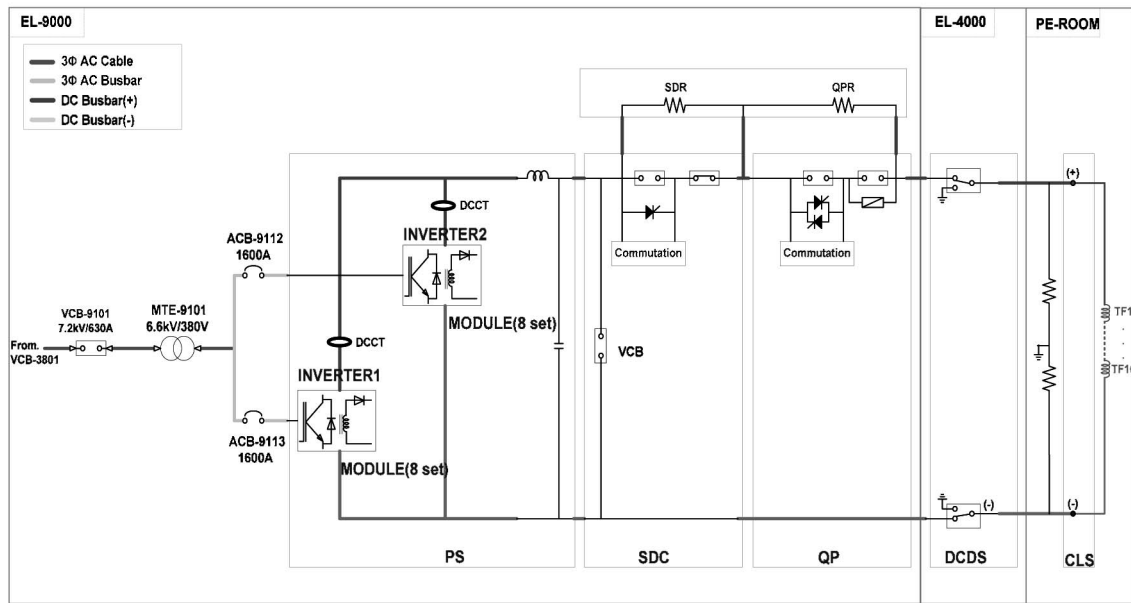 EL-9000
EL-4000
PE-ROOM
3Φ AC Cable
3Φ AC Busbar
DC Busbar(+)
DC Busbar(-)
SDR
QPR
DCCT
(+)
ACB-9112
1600A
INVERTER2
Commutation
Commutation
VCB-9101
7.2kV/630A
MTE-9101
6.6kV/380V
MODULE(8 set)
TF1
From.
VCB-3801
DCCT
VCB
INVERTER1
ACB-9113
1600A
MODULE(8 set)
(-)
(-)
PS
SDC
QP
DCDS
CLS